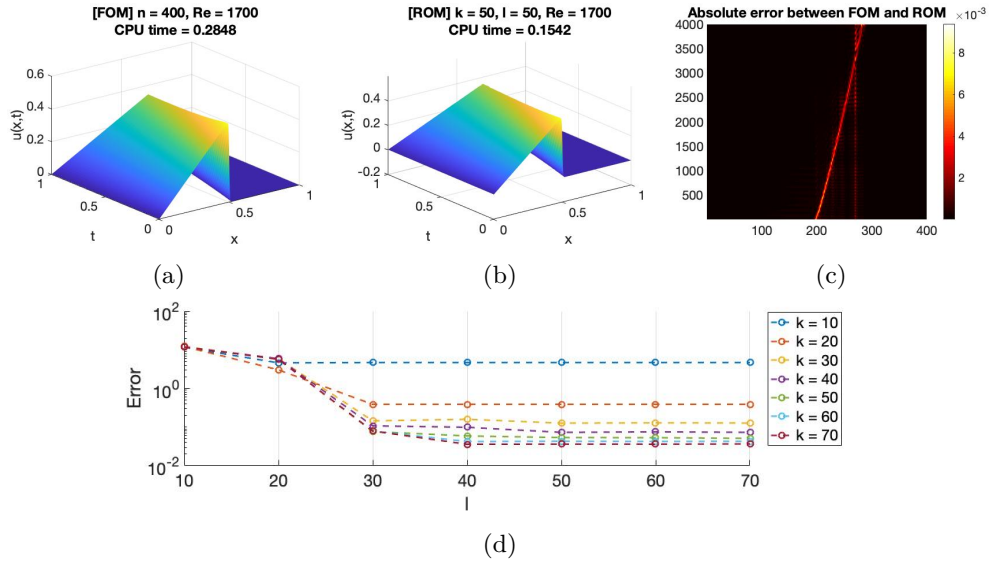 [FOM] n = 400, Re = 1700
CPU time = 0.2848
0.6
0.4
0.2
0
u(x,t)
1
0.5
0
t
0
0.5
1
x
(a)
[ROM] k = 50, l = 50, Re = 1700
CPU time = 0.1542
0.4
0.2
0
-0.2
u(x,t)
1
0.5
0
t
0
0.5
1
x
(b)
Absolute error between FOM and ROM
×10⁻³
4000
3500
3000
2500
2000
1500
1000
500
100
200
300
400
8
6
4
2
(c)
10²
10⁰
10⁻²
Error
10
20
30
40
50
60
70
l
k = 10
k = 20
k = 30
k = 40
k = 50
k = 60
k = 70
(d)